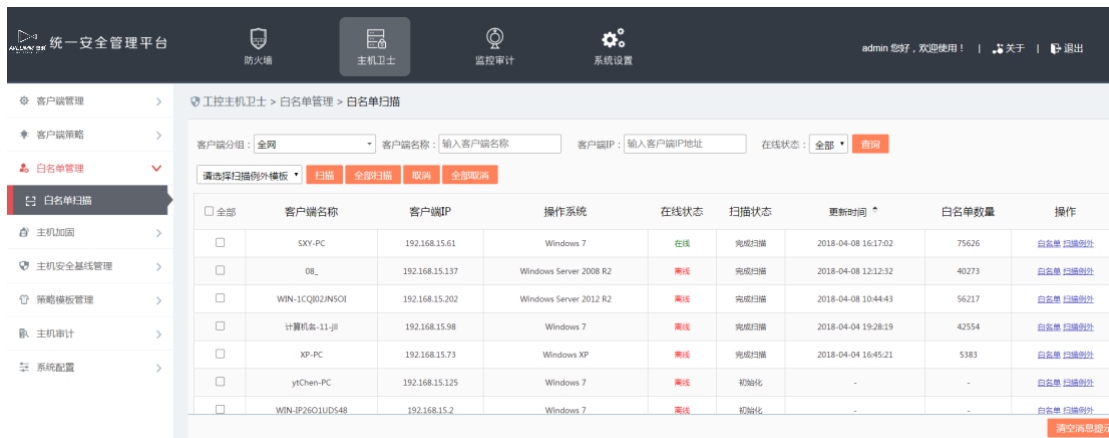 统一安全管理平台
防火墙 主机卫士 监控审计 系统设置
admin 您好，欢迎使用！ | 关于 | 退出
客户端管理
客户端策略
白名单管理
白名单扫描
主机加固
主机安全基线管理
策略模板管理
主机审计
系统配置
工控主机卫士 > 白名单管理 > 白名单扫描
客户端分组： 全网 客户端名称： 输入客户端名称 客户端IP： 输入客户端IP地址 在线状态： 全部 查询
请选择扫描例外模板 扫描 全部扫描 取消 全部取消
全部 客户端名称 客户端IP 操作系统 在线状态 扫描状态 更新时间 白名单数量 操作
SXY-PC 192.168.15.61 Windows 7 在线 完成扫描 2018-04-08 16:17:02 75626 白名单 扫描例外
08_ 192.168.15.137 Windows Server 2008 R2 离线 完成扫描 2018-04-08 12:12:32 40273 白名单 扫描例外
WIN-1CQJ02JN5OI 192.168.15.202 Windows Server 2012 R2 离线 完成扫描 2018-04-08 10:44:43 56217 白名单 扫描例外
计算机名-11-jll 192.168.15.98 Windows 7 离线 完成扫描 2018-04-04 19:28:19 42554 白名单 扫描例外
XP-PC 192.168.15.73 Windows XP 离线 完成扫描 2018-04-04 16:45:21 5383 白名单 扫描例外
ytChen-PC 192.168.15.125 Windows 7 离线 初始化 - - 白名单 扫描例外
WIN-IP26O1UDS48 192.168.15.2 Windows 7 离线 初始化 - - 白名单 扫描例外
清空消息提示